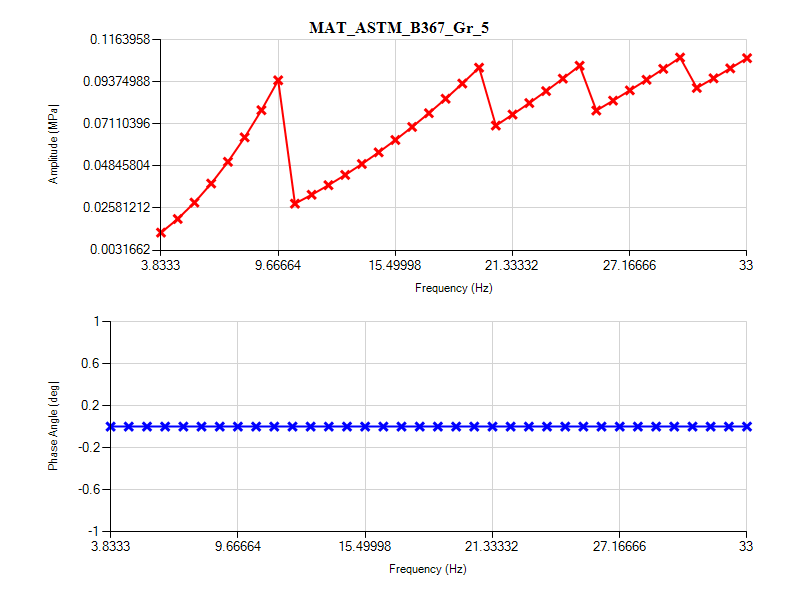 MAT_ASTM_B367_Gr_5
0.1163958
0.09374988
0.07110396
0.04845804
0.02581212
0.0031662
Amplitude [MPa]
3.8333 9.66664 15.49998 21.33332 27.16666 33
Frequency (Hz)
1
0.6
0.2
-0.2
-0.6
-1
Phase Angle [deg]
3.8333 9.66664 15.49998 21.33332 27.16666 33
Frequency (Hz)